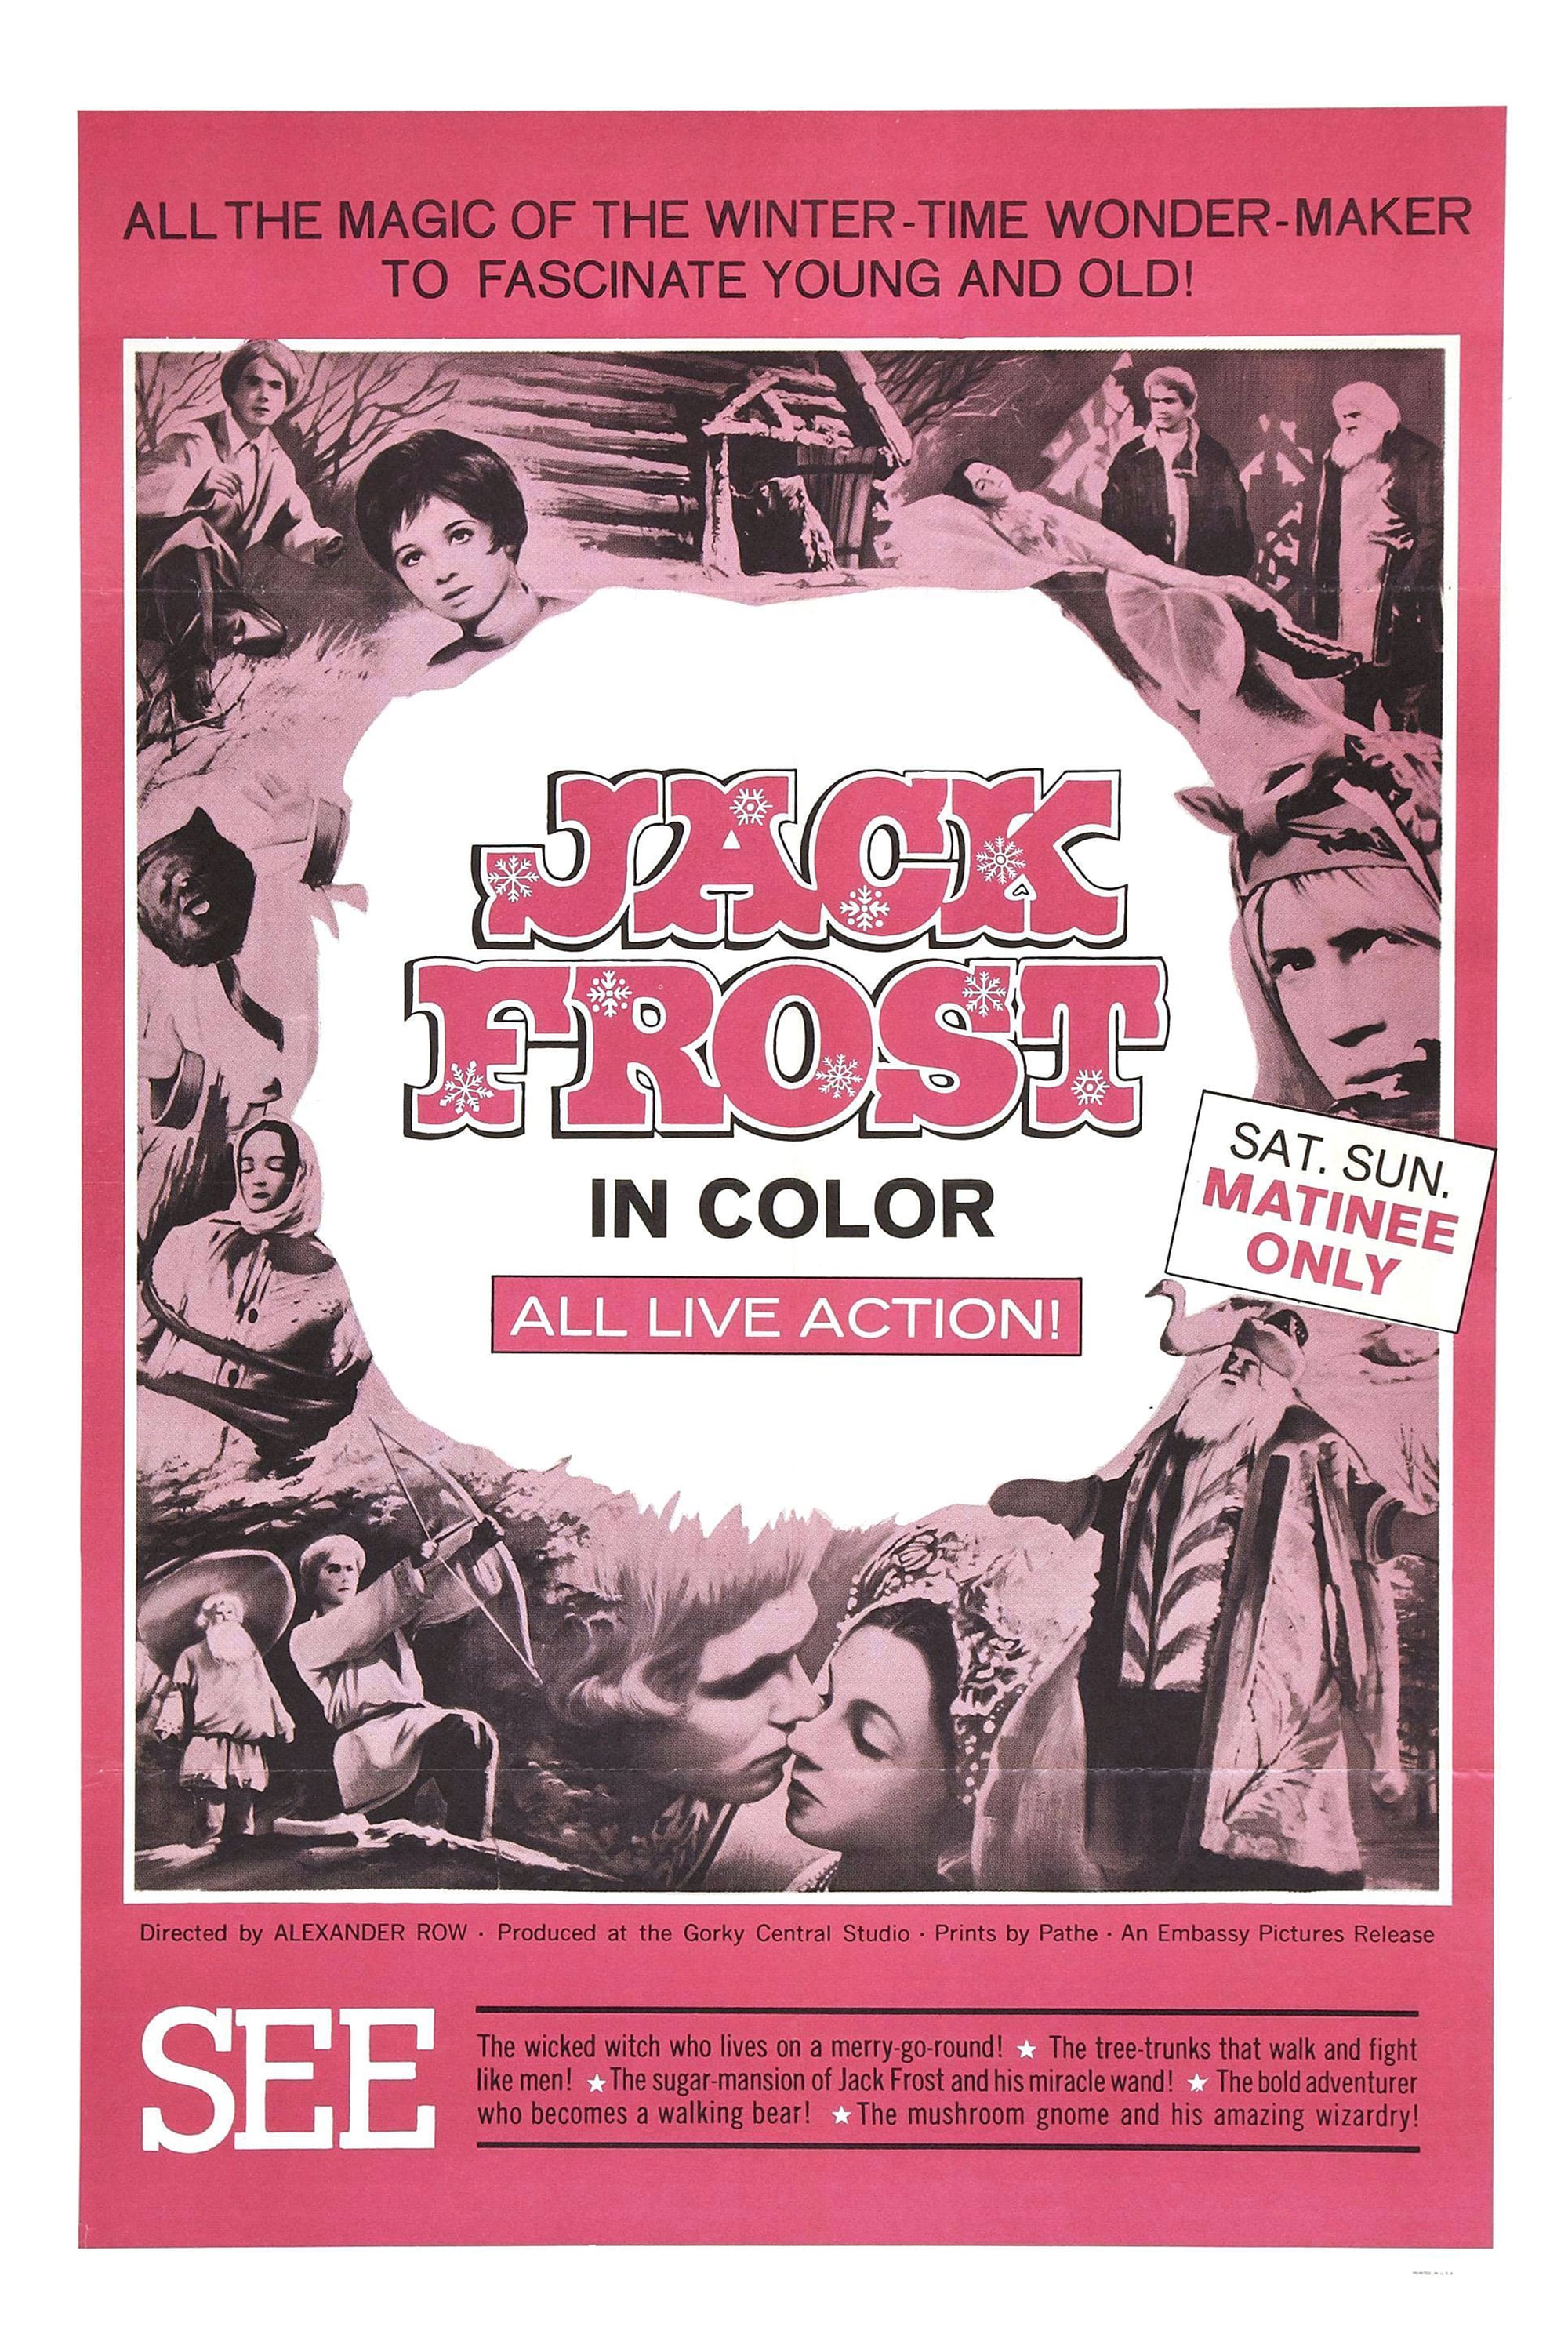 ALL THE MAGIC OF THE WINTER-TIME WONDER-MAKER
TO FASCINATE YOUNG AND OLD!
JACK
FROST
IN COLOR
ALL LIVE ACTION!
SAT. SUN.
MATINEE
ONLY
Directed by ALEXANDER ROW · Produced at the Gorky Central Studio · Prints by Pathe · An Embassy Pictures Release
SEE
The wicked witch who lives on a merry-go-round! ★ The tree-trunks that walk and fight
like men! ★ The sugar-mansion of Jack Frost and his miracle wand! ★ The bold adventurer
who becomes a walking bear! ★ The mushroom gnome and his amazing wizardry!